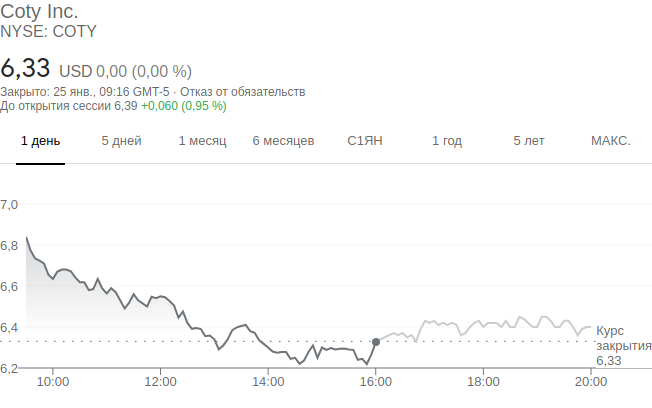 Coty Inc.
NYSE: COTY
6,33 USD 0,00 (0,00 %)
Закрыто: 25 янв., 09:16 GMT-5 · Отказ от обязательств
До открытия сессии 6,39 +0,060 (0,95 %)
1 день 5 дней 1 месяц 6 месяцев С1ЯН 1 год 5 лет МАКС.
7,0
6,8
6,6
6,4
Курс
закрытия
6,33
6,2
10:00 12:00 14:00 16:00 18:00 20:00